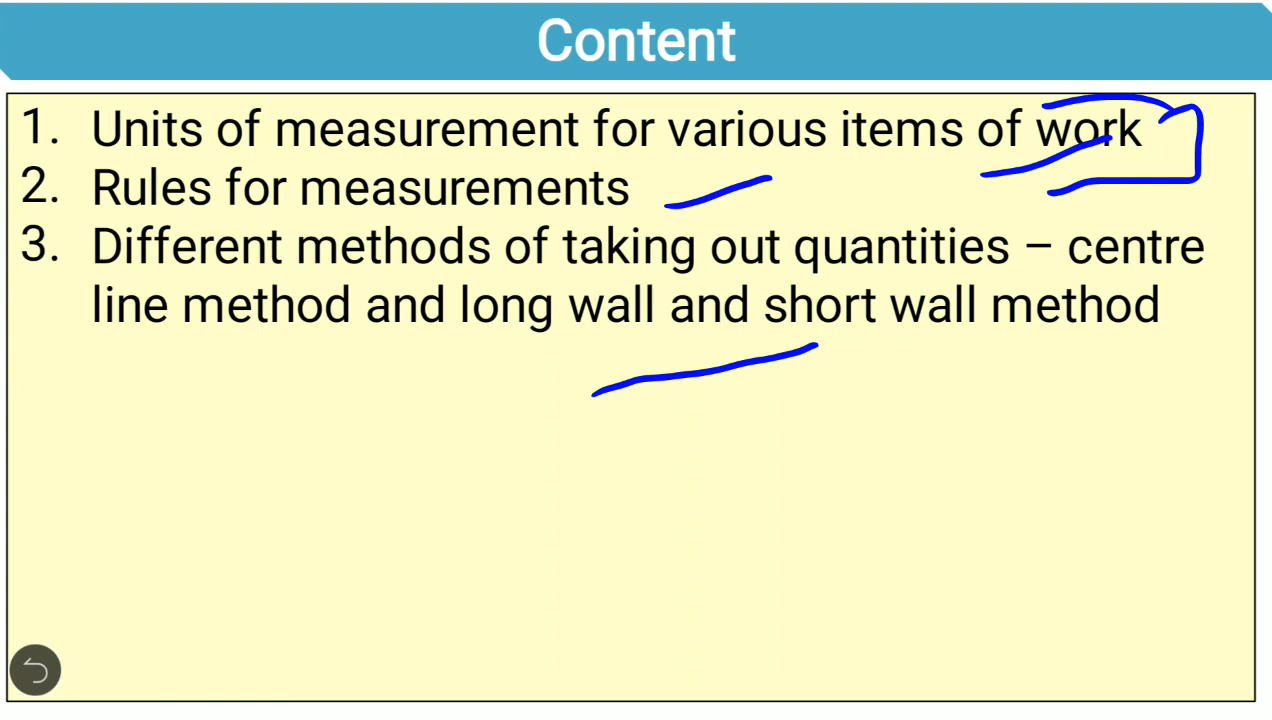 Content
1. Units of measurement for various items of work
2. Rules for measurements
3. Different methods of taking out quantities – centre
line method and long wall and short wall method